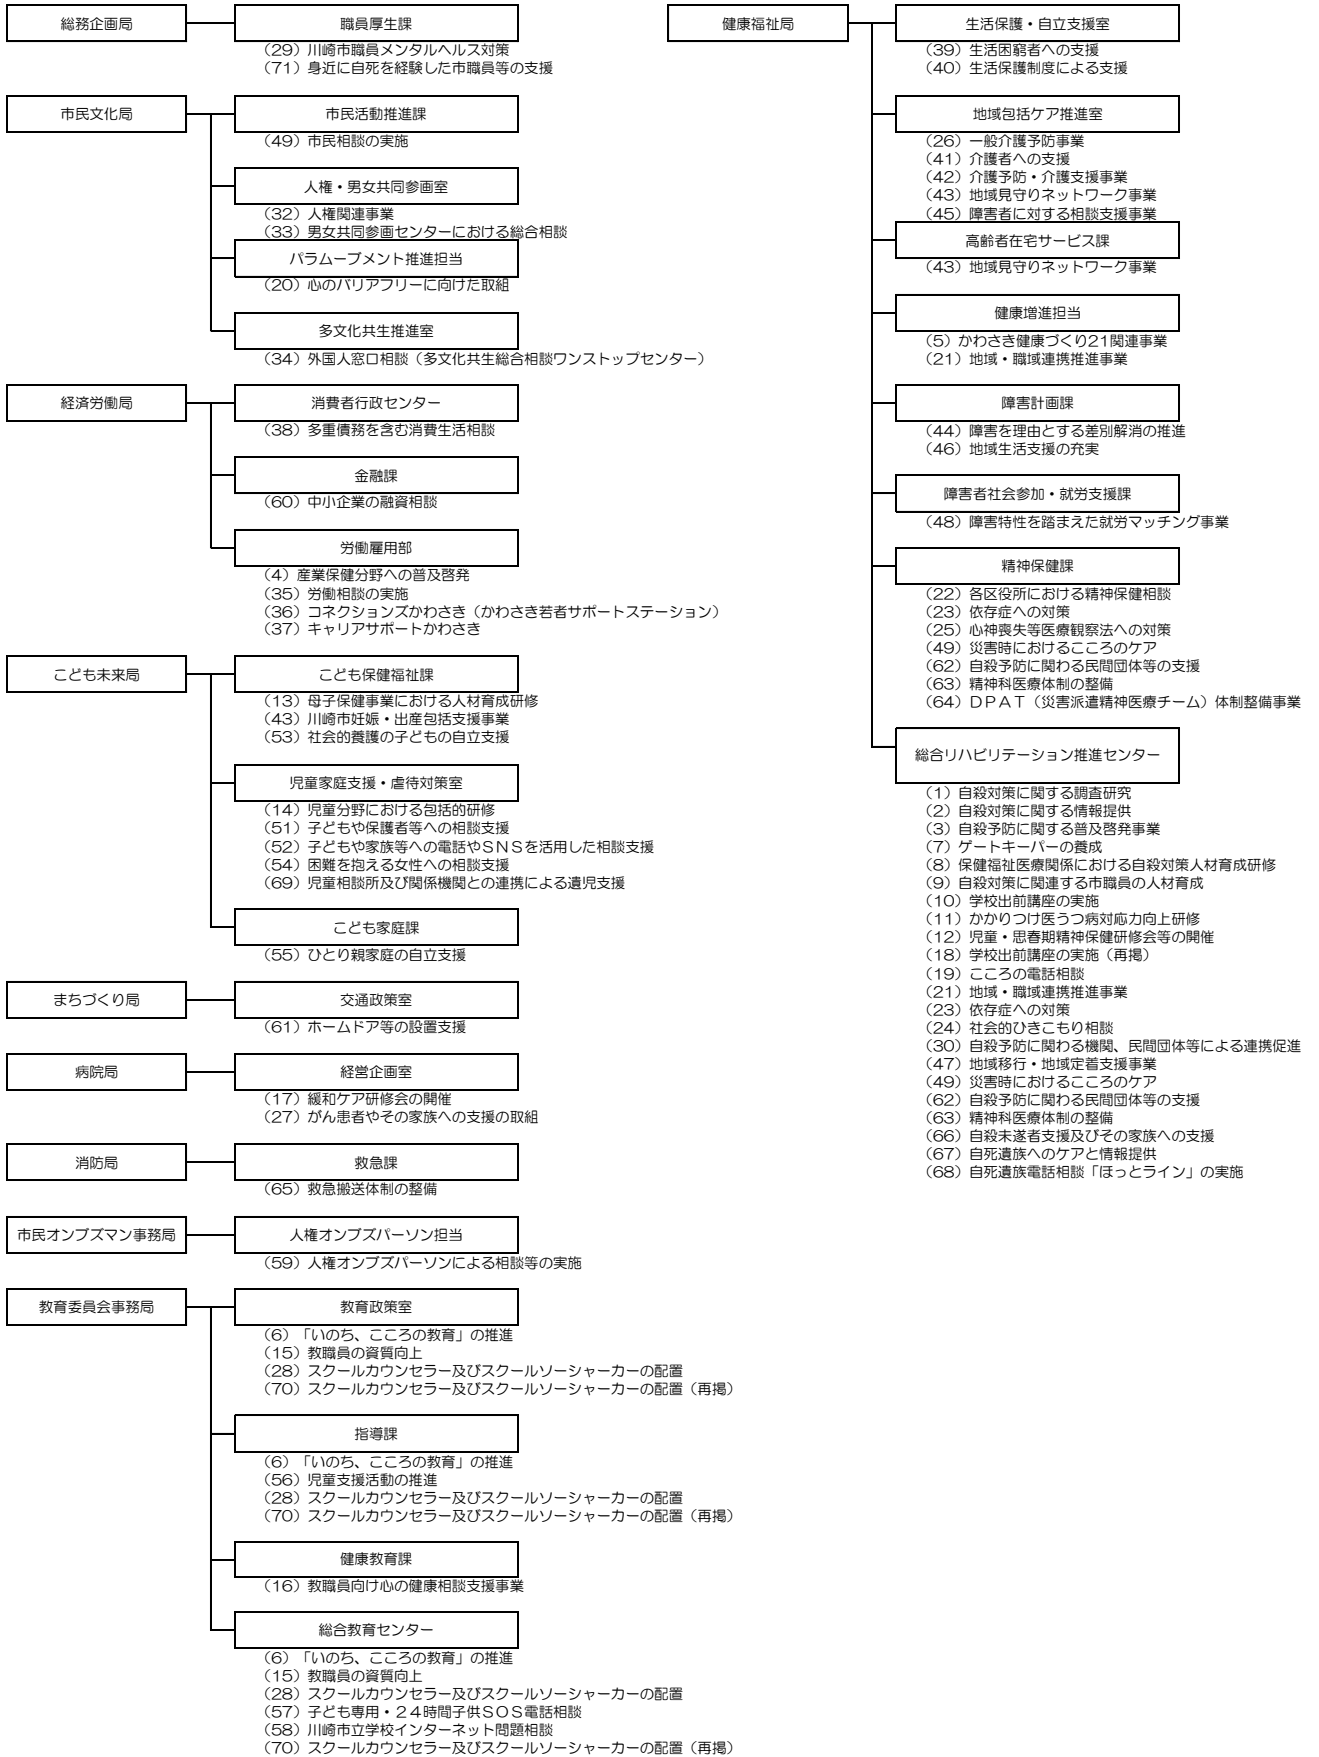 総務企画局
職員厚生課
（29）川崎市職員メンタルヘルス対策
（71）身近に自死を経験した市職員等の支援
市民文化局
市民活動推進課
（49）市民相談の実施
人権・男女共同参画室
（32）人権関連事業
（33）男女共同参画センターにおける総合相談
パラムーブメント推進担当
（20）心のバリアフリーに向けた取組
多文化共生推進室
（34）外国人窓口相談（多文化共生総合相談ワンストップセンター）
経済労働局
消費者行政センター
（38）多重債務を含む消費生活相談
金融課
（60）中小企業の融資相談
労働雇用部
（4）産業保健分野への普及啓発
（35）労働相談の実施
（36）コネクションズかわさき（かわさき若者サポートステーション）
（37）キャリアサポートかわさき
こども未来局
こども保健福祉課
（13）母子保健事業における人材育成研修
（43）川崎市妊娠・出産包括支援事業
（53）社会的養護の子どもの自立支援
児童家庭支援・虐待対策室
（14）児童分野における包括的研修
（51）子どもや保護者等への相談支援
（52）子どもや家族等への電話やＳＮＳを活用した相談支援
（54）困難を抱える女性への相談支援
（69）児童相談所及び関係機関との連携による遺児支援
こども家庭課
（55）ひとり親家庭の自立支援
まちづくり局
交通政策室
（61）ホームドア等の設置支援
病院局
経営企画室
（17）緩和ケア研修会の開催
（27）がん患者やその家族への支援の取組
消防局
救急課
（65）救急搬送体制の整備
市民オンブズマン事務局
人権オンブズパーソン担当
（59）人権オンブズパーソンによる相談等の実施
教育委員会事務局
教育政策室
（6）「いのち、こころの教育」の推進
（15）教職員の資質向上
（28）スクールカウンセラー及びスクールソーシャーカーの配置
（70）スクールカウンセラー及びスクールソーシャーカーの配置（再掲）
指導課
（6）「いのち、こころの教育」の推進
（56）児童支援活動の推進
（28）スクールカウンセラー及びスクールソーシャーカーの配置
（70）スクールカウンセラー及びスクールソーシャーカーの配置（再掲）
健康教育課
（16）教職員向け心の健康相談支援事業
総合教育センター
（6）「いのち、こころの教育」の推進
（15）教職員の資質向上
（28）スクールカウンセラー及びスクールソーシャーカーの配置
（57）子ども専用・２４時間子供ＳＯＳ電話相談
（58）川崎市立学校インターネット問題相談
（70）スクールカウンセラー及びスクールソーシャーカーの配置（再掲）
健康福祉局
生活保護・自立支援室
（39）生活困窮者への支援
（40）生活保護制度による支援
地域包括ケア推進室
（26）一般介護予防事業
（41）介護者への支援
（42）介護予防・介護支援事業
（43）地域見守りネットワーク事業
（45）障害者に対する相談支援事業
高齢者在宅サービス課
（43）地域見守りネットワーク事業
健康増進担当
（5）かわさき健康づくり21関連事業
（21）地域・職域連携推進事業
障害計画課
（44）障害を理由とする差別解消の推進
（46）地域生活支援の充実
障害者社会参加・就労支援課
（48）障害特性を踏まえた就労マッチング事業
精神保健課
（22）各区役所における精神保健相談
（23）依存症への対策
（25）心神喪失等医療観察法への対策
（49）災害時におけるこころのケア
（62）自殺予防に関わる民間団体等の支援
（63）精神科医療体制の整備
（64）ＤＰＡＴ（災害派遣精神医療チーム）体制整備事業
総合リハビリテーション推進センター
（1）自殺対策に関する調査研究
（2）自殺対策に関する情報提供
（3）自殺予防に関する普及啓発事業
（7）ゲートキーパーの養成
（8）保健福祉医療関係における自殺対策人材育成研修
（9）自殺対策に関連する市職員の人材育成
（10）学校出前講座の実施
（11）かかりつけ医うつ病対応力向上研修
（12）児童・思春期精神保健研修会等の開催
（18）学校出前講座の実施（再掲）
（19）こころの電話相談
（21）地域・職域連携推進事業
（23）依存症への対策
（24）社会的ひきこもり相談
（30）自殺予防に関わる機関、民間団体等による連携促進
（47）地域移行・地域定着支援事業
（49）災害時におけるこころのケア
（62）自殺予防に関わる民間団体等の支援
（63）精神科医療体制の整備
（66）自殺未遂者支援及びその家族への支援
（67）自死遺族へのケアと情報提供
（68）自死遺族電話相談「ほっとライン」の実施